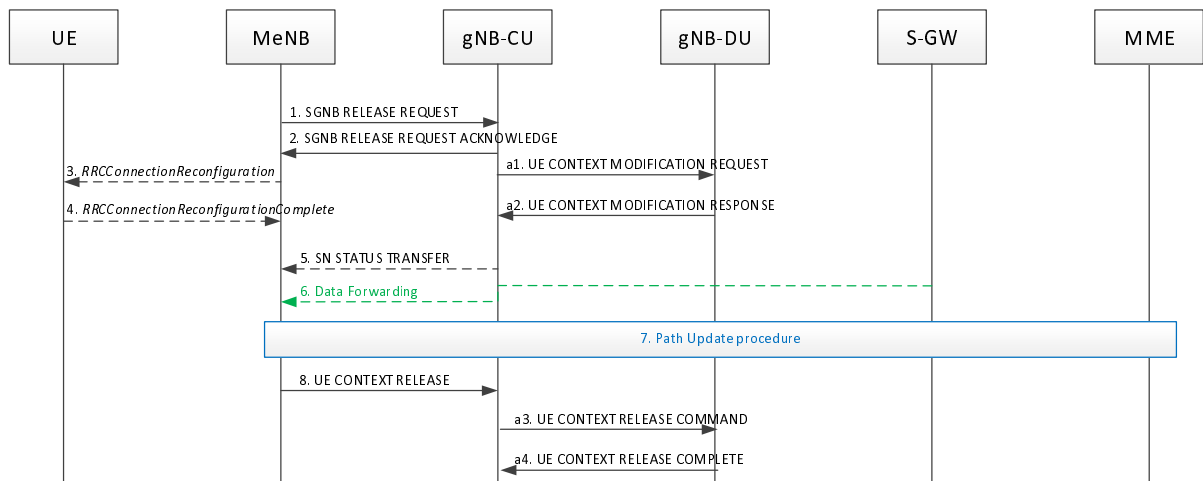 UE
MeNB
gNB-CU
gNB-DU
S-GW
MME
1. SGNB RELEASE REQUEST
2. SGNB RELEASE REQUEST ACKNOWLEDGE
a1. UE CONTEXT MODIFICATION REQUEST
3. RRCConnectionReconfiguration
4. RRCConnectionReconfigurationComplete
a2. UE CONTEXT MODIFICATION RESPONSE
5. SN STATUS TRANSFER
6. Data Forwarding
7. Path Update procedure
8. UE CONTEXT RELEASE
a3. UE CONTEXT RELEASE COMMAND
a4. UE CONTEXT RELEASE COMPLETE